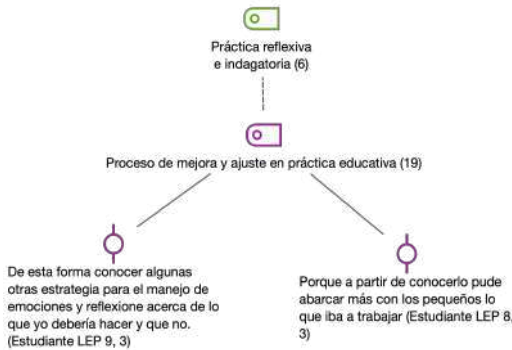 Práctica reflexiva
e indagatoria (6)
Proceso de mejora y ajuste en práctica educativa (19)
De esta forma conocer algunas
otras estrategia para el manejo de
emociones y reflexione acerca de lo
que yo debería hacer y que no.
(Estudiante LEP 9, 3)
Porque a partir de conocerlo pude
abarcar más con los pequeños lo
que iba a trabajar (Estudiante LEP 8,
3)